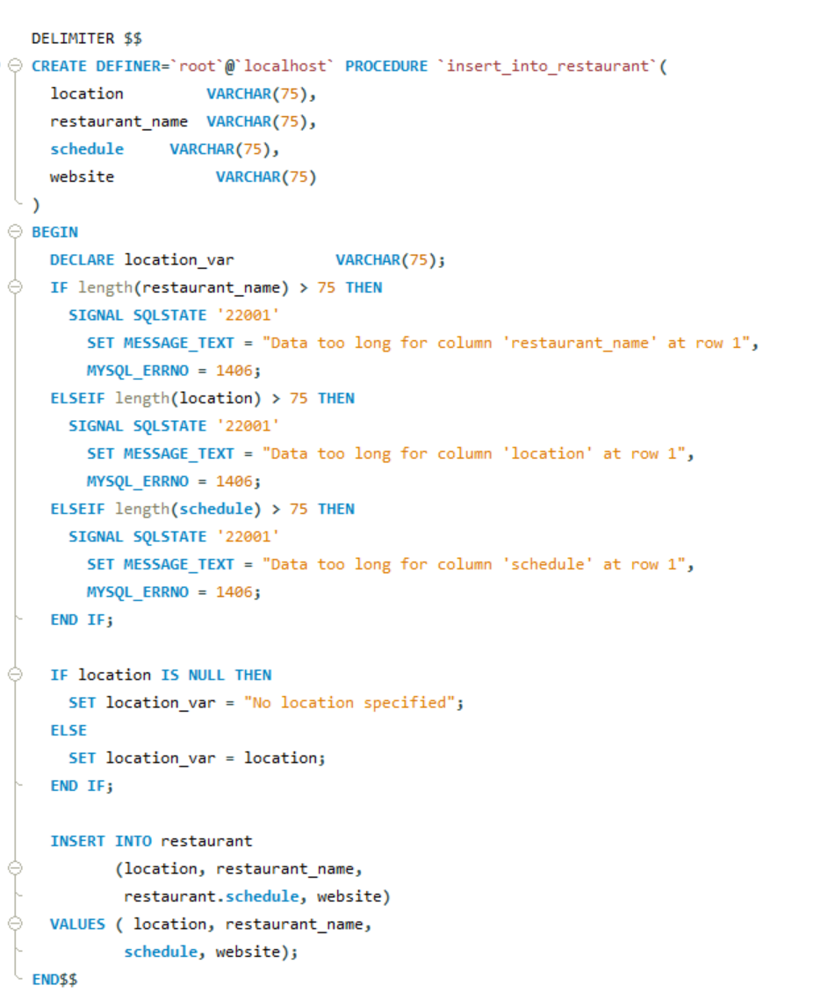 DELIMITER $$
CREATE DEFINER=`root`@`localhost` PROCEDURE `insert_into_restaurant`(
location VARCHAR(75),
restaurant_name VARCHAR(75),
schedule VARCHAR(75),
website VARCHAR(75)
)
BEGIN
DECLARE location_var VARCHAR(75);
IF length(restaurant_name) > 75 THEN
SIGNAL SQLSTATE '22001'
SET MESSAGE_TEXT = "Data too long for column 'restaurant_name' at row 1",
MYSQL_ERRNO = 1406;
ELSEIF length(location) > 75 THEN
SIGNAL SQLSTATE '22001'
SET MESSAGE_TEXT = "Data too long for column 'location' at row 1",
MYSQL_ERRNO = 1406;
ELSEIF length(schedule) > 75 THEN
SIGNAL SQLSTATE '22001'
SET MESSAGE_TEXT = "Data too long for column 'schedule' at row 1",
MYSQL_ERRNO = 1406;
END IF;
IF location IS NULL THEN
SET location_var = "No location specified";
ELSE
SET location_var = location;
END IF;
INSERT INTO restaurant
(location, restaurant_name,
restaurant.schedule, website)
VALUES ( location, restaurant_name,
schedule, website);
END$$